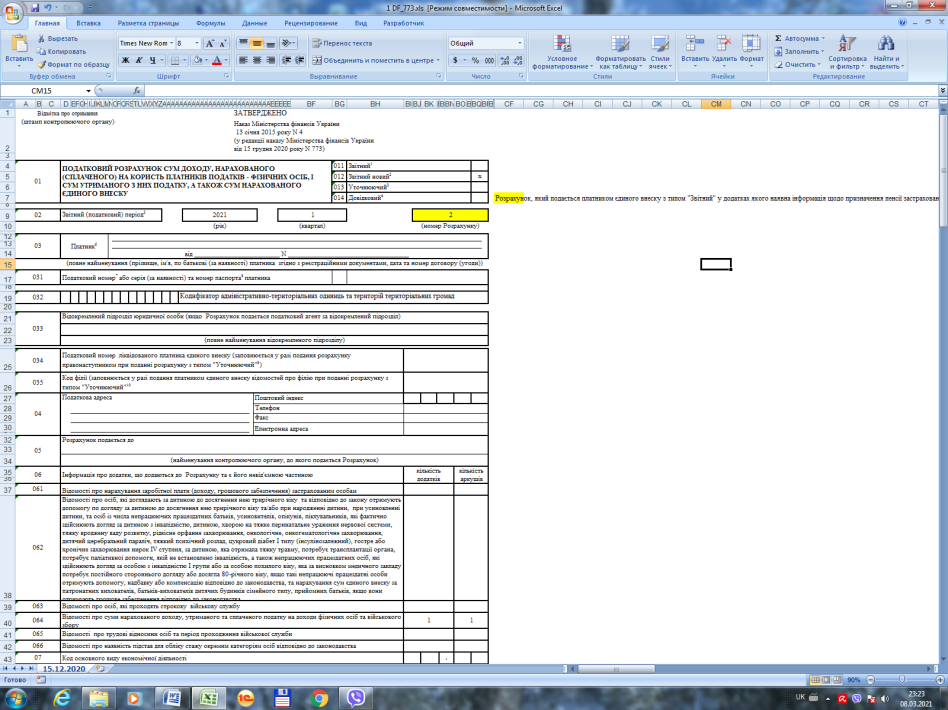 1 DF_773.xls [Режим совместимости] - Microsoft Excel
Главная Вставка Разметка страницы Формулы Данные Рецензирование Вид Разработчик
Вставить
Вырезать
Копировать
Формат по образцу
Буфер обмена
Times New Rom 8
Шрифт
Перенос текста
Объединить и поместить в центре
Выравнивание
Общий
Число
Условное форматирование
Форматировать как таблицу
Стили ячеек
Стили
Вставить Удалить Формат
Ячейки
Автосумма
Заполнить
Очистить
Сортировка и фильтр
Найти и выделить
Редактирование
CM15
Відмітка про отримання
(штамп контролюючого органу)
ЗАТВЕРДЖЕНО
Наказ Міністерства фінансів України
13 січня 2015 року N 4
(у редакції наказу Міністерства фінансів України
від 15 грудня 2020 року N 773)
01
ПОДАТКОВИЙ РОЗРАХУНОК СУМ ДОХОДУ, НАРАХОВАНОГО
(СПЛАЧЕНОГО) НА КОРИСТЬ ПЛАТНИКІВ ПОДАТКІВ - ФІЗИЧНИХ ОСІБ, І
СУМ УТРИМАНОГО З НИХ ПОДАТКУ, А ТАКОЖ СУМ НАРАХОВАНОГО
ЄДИНОГО ВНЕСКУ
011 Звітний¹
012 Звітний новий² x
013 Уточнюючий³
014 Довідковий⁴
Розрахунок, який подається платником єдиного внеску з типом "Звітний" у додатках якого наявна інформація щодо призначення пенсії застрахован
02 Звітний (податковий) період⁵ 2021 1 2
(рік) (квартал) (номер Розрахунку)
03 Платник⁶
від N
(повне найменування (прізвище, ім'я, по батькові (за наявності) платника згідно з реєстраційними документами, дата та номер договору (угоди))
031 Податковий номер⁷ або серія (за наявності) та номер паспорта⁸ платника
032 Кодифікатор адміністративно-територіальних одиниць та територій територіальних громад
033 Відокремлений підрозділ юридичної особи (якщо Розрахунок подається податковий агент за відокремлений підрозділ)
(повне найменування відокремленого підрозділу)
034 Податковий номер ліквідованого платника єдиного внеску (заповнюється у разі подання розрахунку
правонаступником при поданні розрахунку з типом "Уточнюючий"⁹)
035 Код філії (заповнюється у разі подання платником єдиного внеску відомостей про філію при поданні розрахунку з
типом "Уточнюючий"¹⁰
04 Податкова адреса
Поштовий індекс
Телефон
Факс
Електронна адреса
05 Розрахунок подається до
(найменування контролюючого органу, до якого подається Розрахунок)
06 Інформація про додатки, що додаються до Розрахунку та є його невід'ємною частиною
кількість додатків
кількість аркушів
061 Відомості про нарахування заробітної плати (доходу, грошового забезпечення) застрахованим особам
062
Відомості про осіб, які доглядають за дитиною до досягнення нею трирічного віку та відповідно до закону отримують
допомогу по догляду за дитиною до досягнення нею трирічного віку та/або при народженні дитини, при усиновленні
дитини, та осіб із числа непрацюючих працездатних батьків, усиновителів, опікунів, піклувальників, які фактично
здійснюють догляд за дитиною з інвалідністю, дитиною, хворою на тяжке перинатальне ураження нервової системи,
тяжку вроджену ваду розвитку, рідкісне орфанне захворювання, онкологічне, онкогематологічне захворювання,
дитячий церебральний параліч, тяжкий психічний розлад, цукровий діабет I типу (інсулінозалежний), гостре або
хронічне захворювання нирок IV ступеня, за дитиною, яка отримала тяжку травму, потребує трансплантації органа,
потребує паліативної допомоги, якій не встановлено інвалідність, а також непрацюючих працездатних осіб, які
здійснюють догляд за особою з інвалідністю I групи або за особою похилого віку, яка за висновком медичного закладу
потребує постійного стороннього догляду або досягла 80-річного віку, якщо такі непрацюючі працездатні особи
отримують допомогу, надбавку або компенсацію відповідно до законодавства, та нарахування сум єдиного внеску за
патронатних вихователів, батьків-вихователів дитячих будинків сімейного типу, прийомних батьків, якщо вони
отримують грошове забезпечення відповідно до законодавства
063 Відомості про осіб, які проходять строкову військову службу
064 Відомості про суми нарахованого доходу, утриманого та сплаченого податку на доходи фізичних осіб та військового
збору 1 1
065 Відомості про трудові відносини осіб та період проходження військової служби
066 Відомості про наявність підстав для обліку стажу окремим категоріям осіб відповідно до законодавства
07 Код основного виду економічної діяльності
15.12.2020
Готово
90%
UK
23:23
08.03.2021